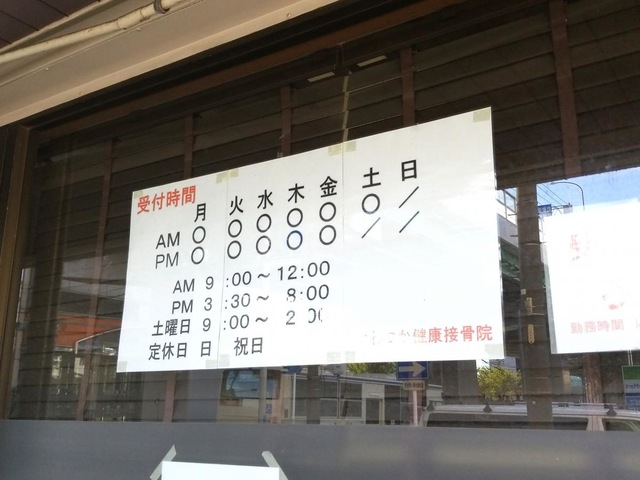 受付時間
月 火 水 木 金 土 日
AM ○ ○ ○ ○ ○ ○ /
PM ○ ○ ○ ○ ○ / /
AM 9:00～12:00
PM 3:30～ 8:00
土曜日 9:00～ 2:00
定休日 日 祝日
健康接骨院
勤務時間